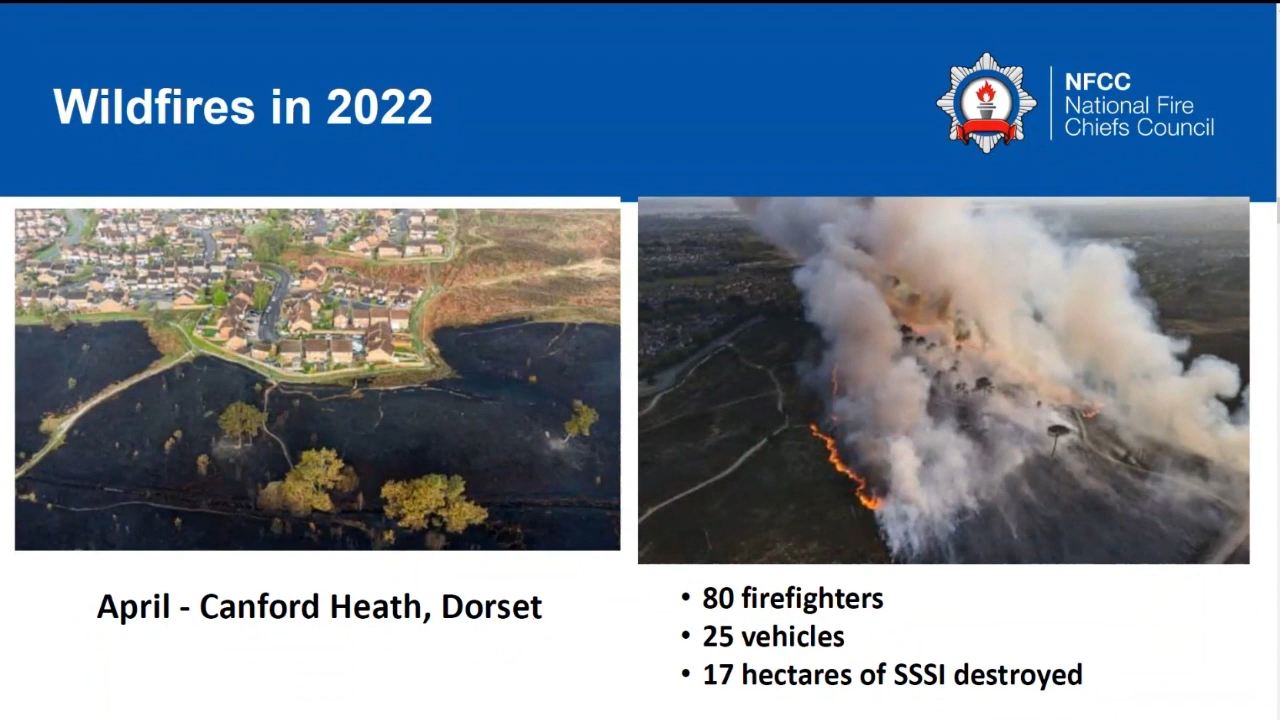 Wildfires in 2022
NFCC
National Fire
Chiefs Council
April - Canford Heath, Dorset
• 80 firefighters
• 25 vehicles
• 17 hectares of SSSI destroyed